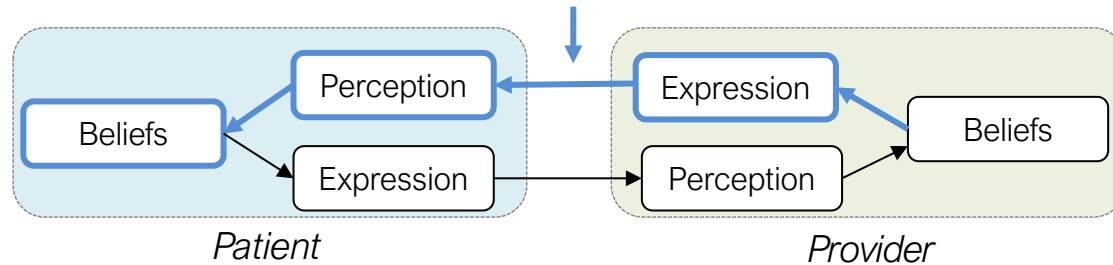 Perception
Expression
Beliefs
Beliefs
Expression
Perception
Patient
Provider